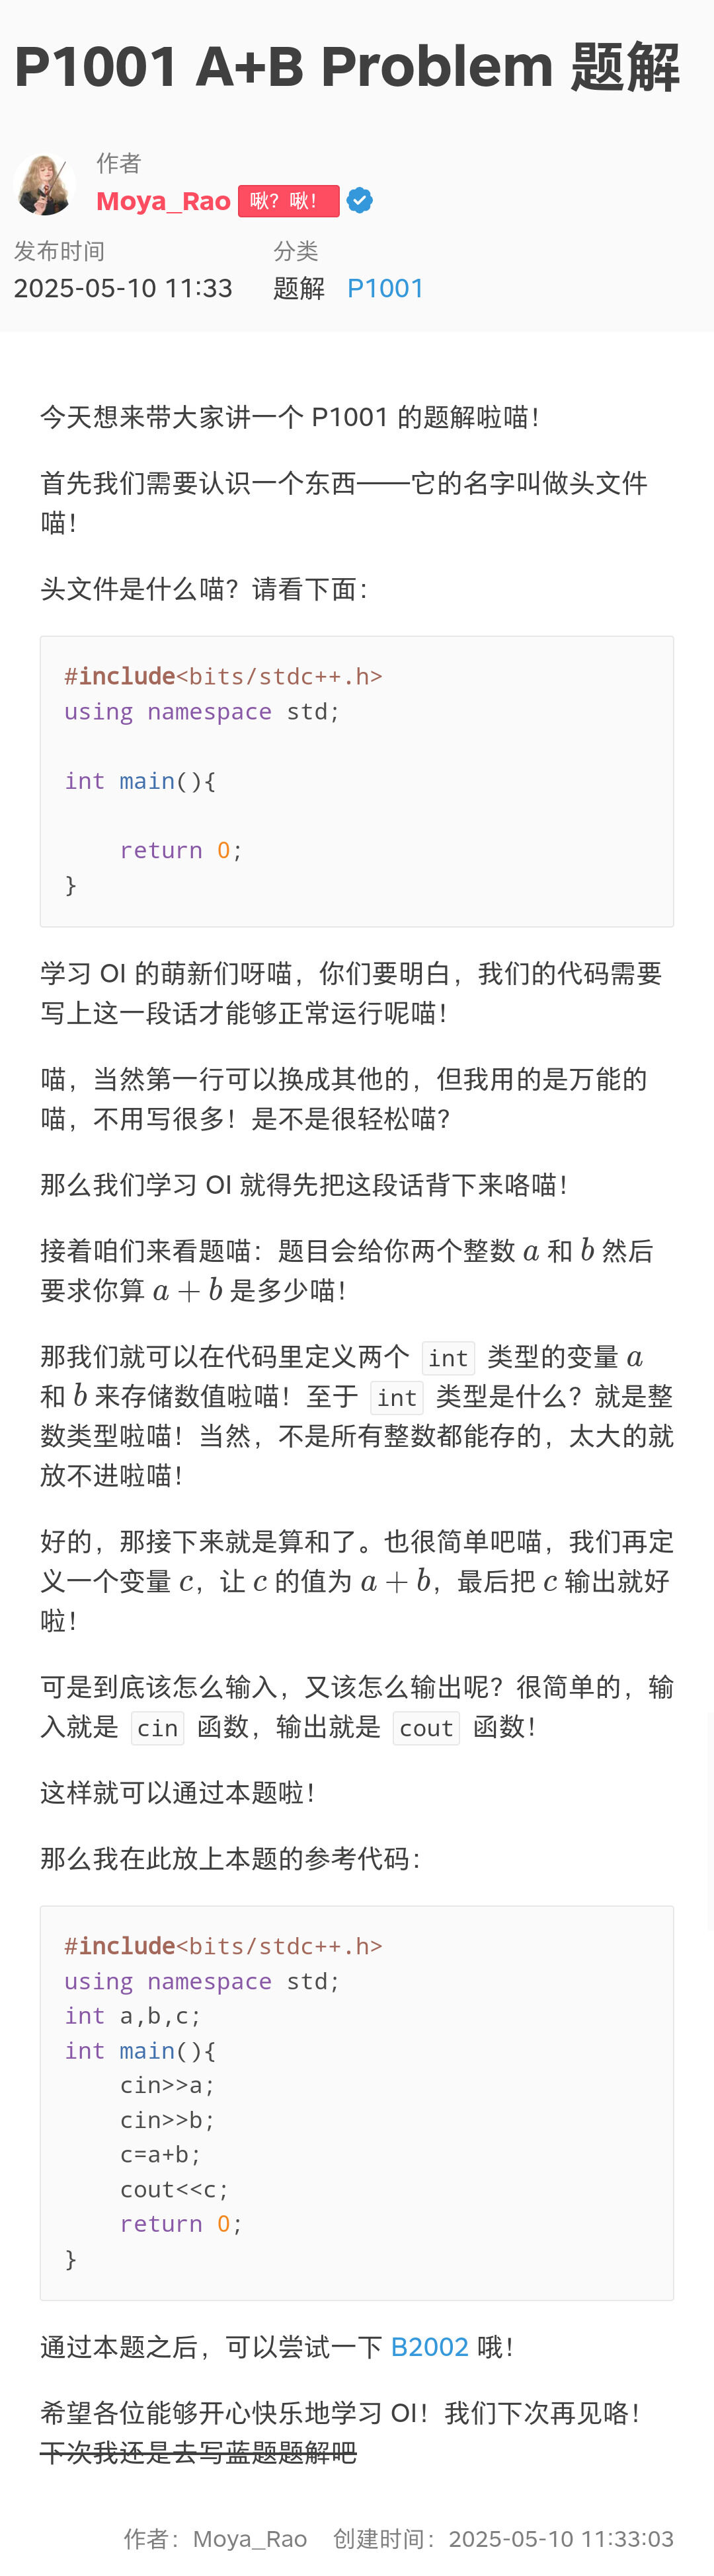 P1001 A+B Problem 题解
作者
Moya_Rao 啾？啾！
发布时间
2025-05-10 11:33
分类
题解 P1001
今天想来带大家讲一个 P1001 的题解啦喵！
首先我们需要认识一个东西——它的名字叫做头文件
喵！
头文件是什么喵？请看下面：
#include<bits/stdc++.h>
using namespace std;
int main(){
    return 0;
}
学习 OI 的萌新们呀喵，你们要明白，我们的代码需要
写上这一段话才能够正常运行呢喵！
喵，当然第一行可以换成其他的，但我用的是万能的
喵，不用写很多！是不是很轻松喵？
那么我们学习 OI 就得先把这段话背下来咯喵！
接着咱们来看题喵：题目会给你两个整数 a 和 b 然后
要求你算 a + b 是多少喵！
那我们就可以在代码里定义两个 int 类型的变量 a
和 b 来存储数值啦喵！至于 int 类型是什么？就是整
数类型啦喵！当然，不是所有整数都能存的，太大的就
放不进啦喵！
好的，那接下来就是算和了。也很简单吧喵，我们再定
义一个变量 c，让 c 的值为 a + b，最后把 c 输出就好
啦！
可是到底该怎么输入，又该怎么输出呢？很简单的，输
入就是 cin 函数，输出就是 cout 函数！
这样就可以通过本题啦！
那么我在此放上本题的参考代码：
#include<bits/stdc++.h>
using namespace std;
int a,b,c;
int main(){
    cin>>a;
    cin>>b;
    c=a+b;
    cout<<c;
    return 0;
}
通过本题之后，可以尝试一下 B2002 哦！
希望各位能够开心快乐地学习 OI！我们下次再见咯！
下次我还是去写蓝题题解吧
作者：Moya_Rao 创建时间：2025-05-10 11:33:03